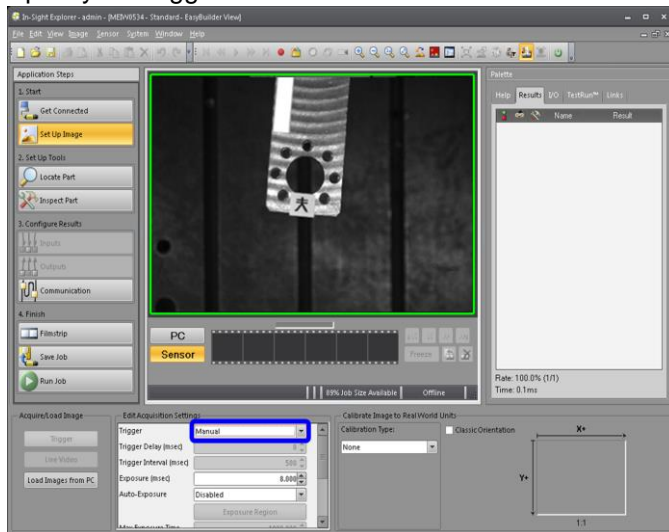 In-Sight Explorer - admin - [MEDIV0534 - Standard - EasyBuilder View]
File Edit View Image Sensor System Window Help
Application Steps
1. Start
Get Connected
Set Up Image
2. Set Up Tools
Locate Part
Inspect Part
3. Configure Results
Inputs
Outputs
Communication
4. Finish
Filmstrip
Save Job
Run Job
大
PC
Sensor
Freeze
89% Job Size Available
Offline
Palette
Help Results I/O TestRun™ Links
Name Result
Rate: 100.0% (1/1)
Time: 0.1ms
Acquire/Load Image
Trigger
Live Video
Load Images from PC
Edit Acquisition Settings
Trigger Manual
Trigger Delay (msec) 0
Trigger Interval (msec) 500
Exposure (msec) 8.000
Auto-Exposure Disabled
Exposure Region
Calibrate Image to Real World Units
Calibration Type:
None
Classic Orientation
X+
Y+
1:1